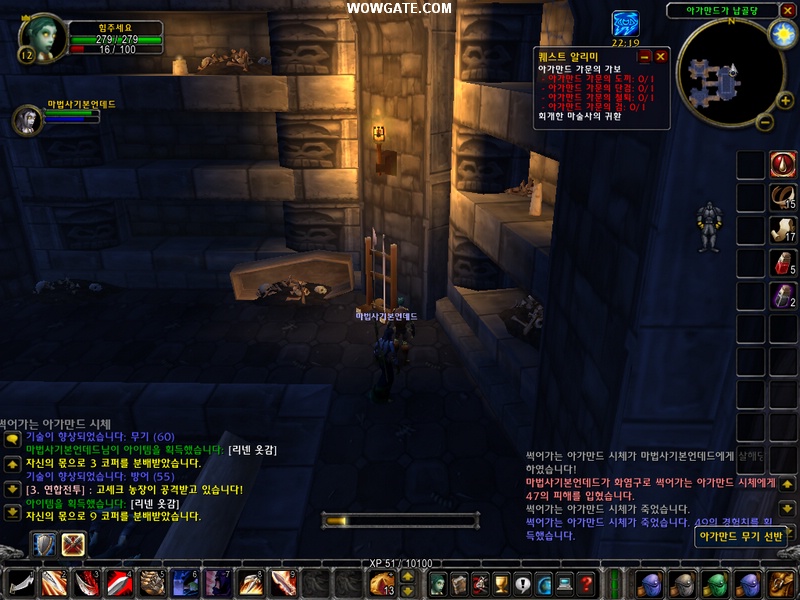 WOWGATE.COM
힘주세요
279 / 279
16 / 100
12
마법사기본언데드
22:19
아가만드가 납골당
N
퀘스트 알리미
아가만드 가문의 가보
- 아가만드 가문의 도끼: 0/1
- 아가만드 가문의 단검: 0/1
- 아가만드 가문의 철퇴: 0/1
- 아가만드 가문의 검: 0/1
회개한 마술사의 귀환
15
17
5
2
마법사기본언데드
썩어가는 아가만드 시체
기술이 향상되었습니다: 무기 (60)
마법사기본언데드님이 아이템을 획득했습니다: [리넨 옷감]
자신의 몫으로 3 코퍼를 분배받았습니다.
기술이 향상되었습니다: 방어 (55)
[3. 연합전투] : 고세크 농장이 공격받고 있습니다!
아이템을 획득했습니다: [리넨 옷감]
자신의 몫으로 9 코퍼를 분배받았습니다.
썩어가는 아가만드 시체가 마법사기본언데드에게 살해당
하였습니다!
마법사기본언데드가 화염구로 썩어가는 아가만드 시체에게
47의 피해를 입혔습니다.
썩어가는 아가만드 시체가 죽었습니다.
썩어가는 아가만드 시체가 죽었습니다. 49의 경험치를 획
득했습니다.
아가만드 무기 선반
XP 51 / 10100
2 3 4 5 6 7 8 9
13